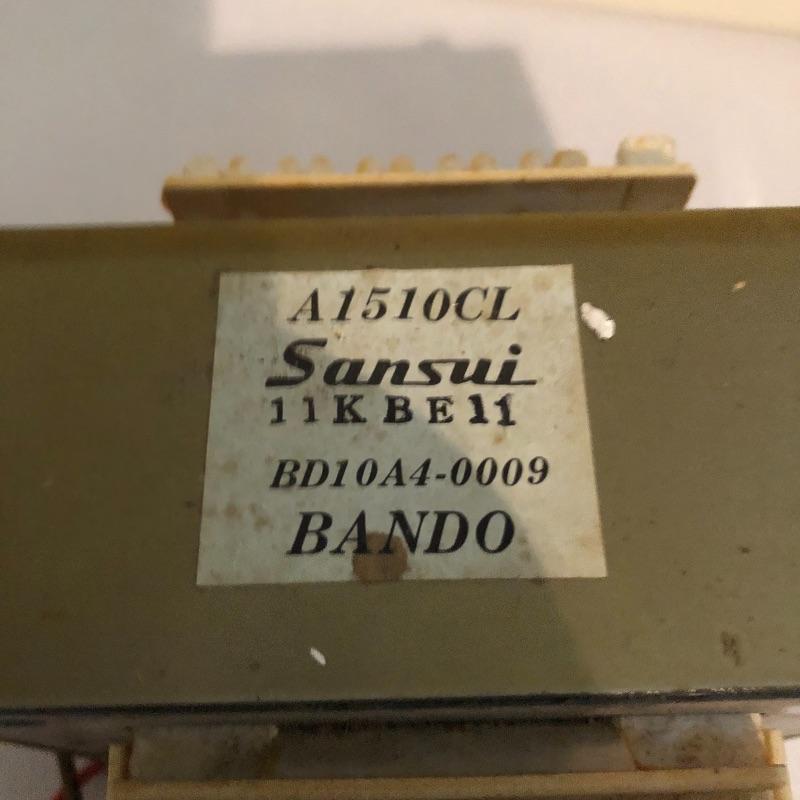 A1510CL
Sansui
11KBE11
BD10A4-0009
BANDO